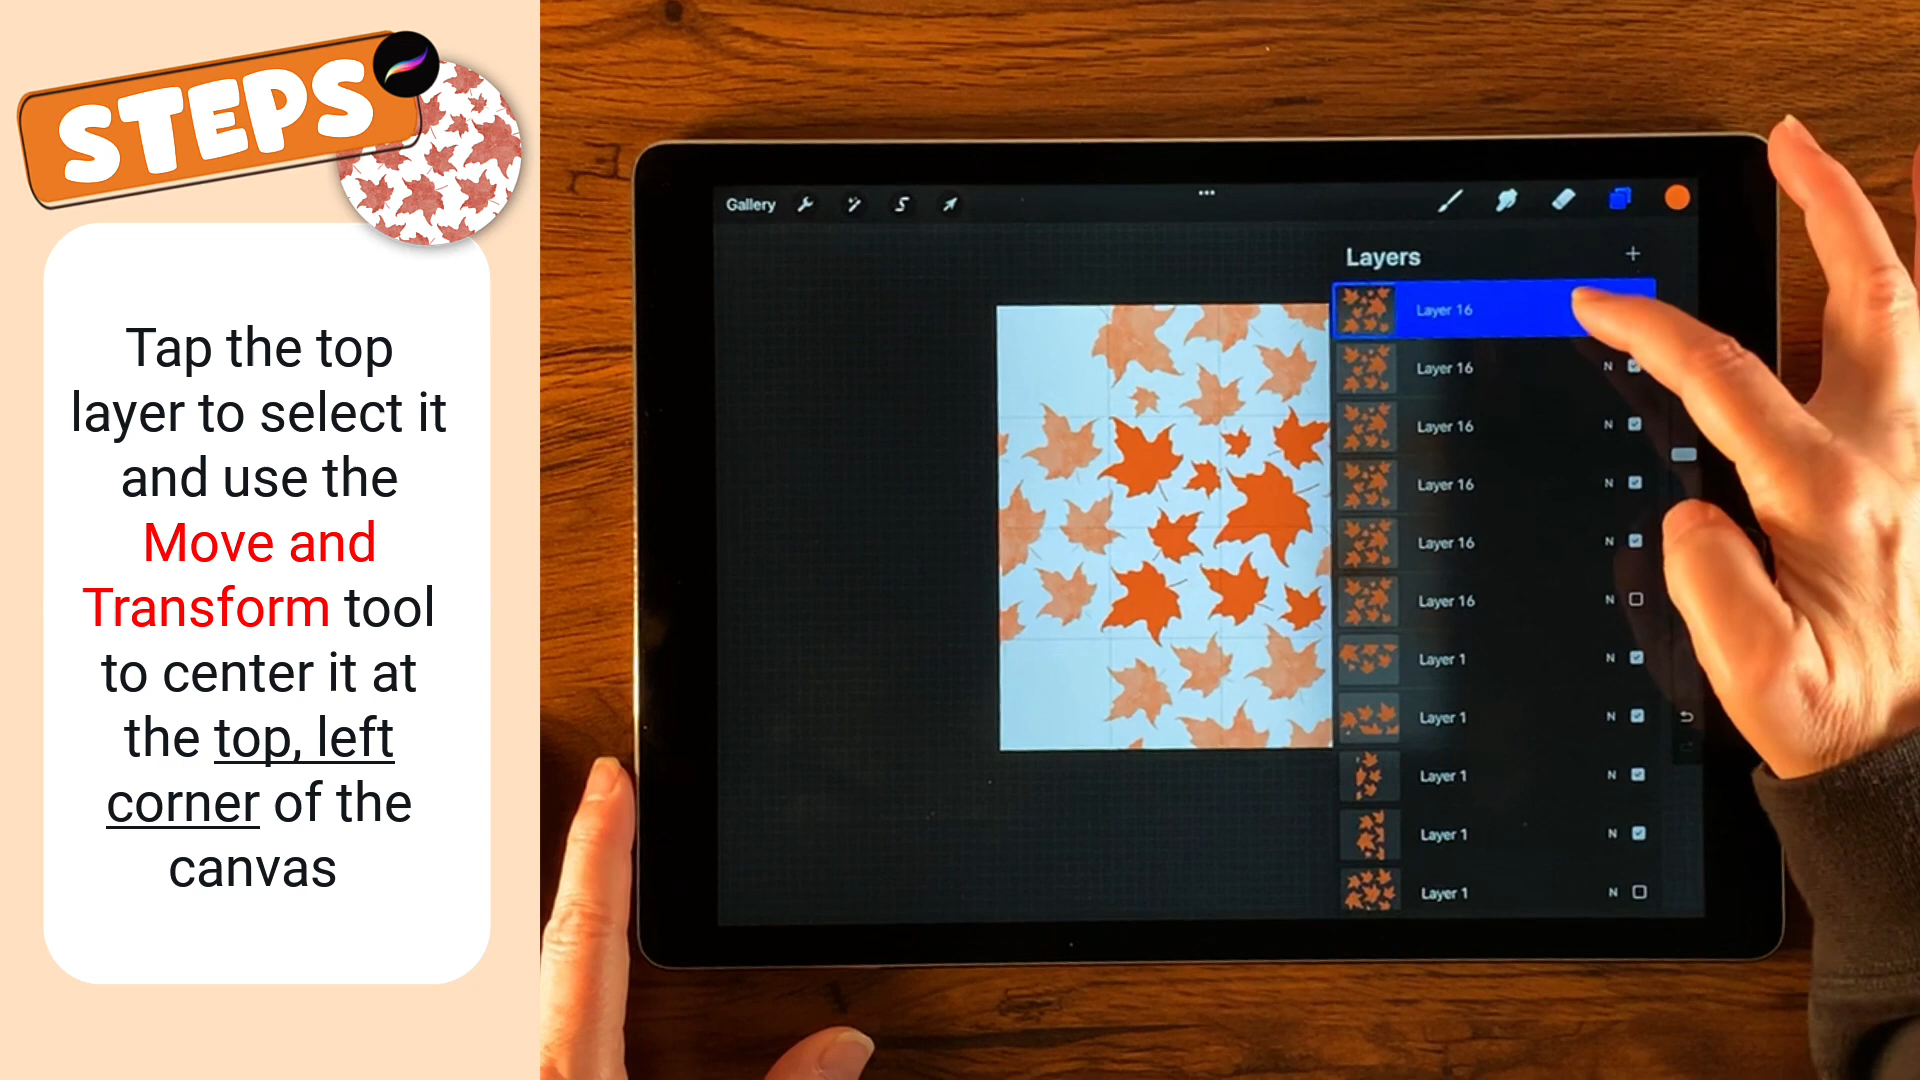 STEPS
Tap the top
layer to select it
and use the
Move and
Transform tool
to center it at
the top, left
corner of the
canvas
Gallery
Layers
Layer 16
Layer 16 N
Layer 16 N
Layer 16 N
Layer 16 N
Layer 16 N
Layer 1 N
Layer 1 N
Layer 1 N
Layer 1 N
Layer 1 N